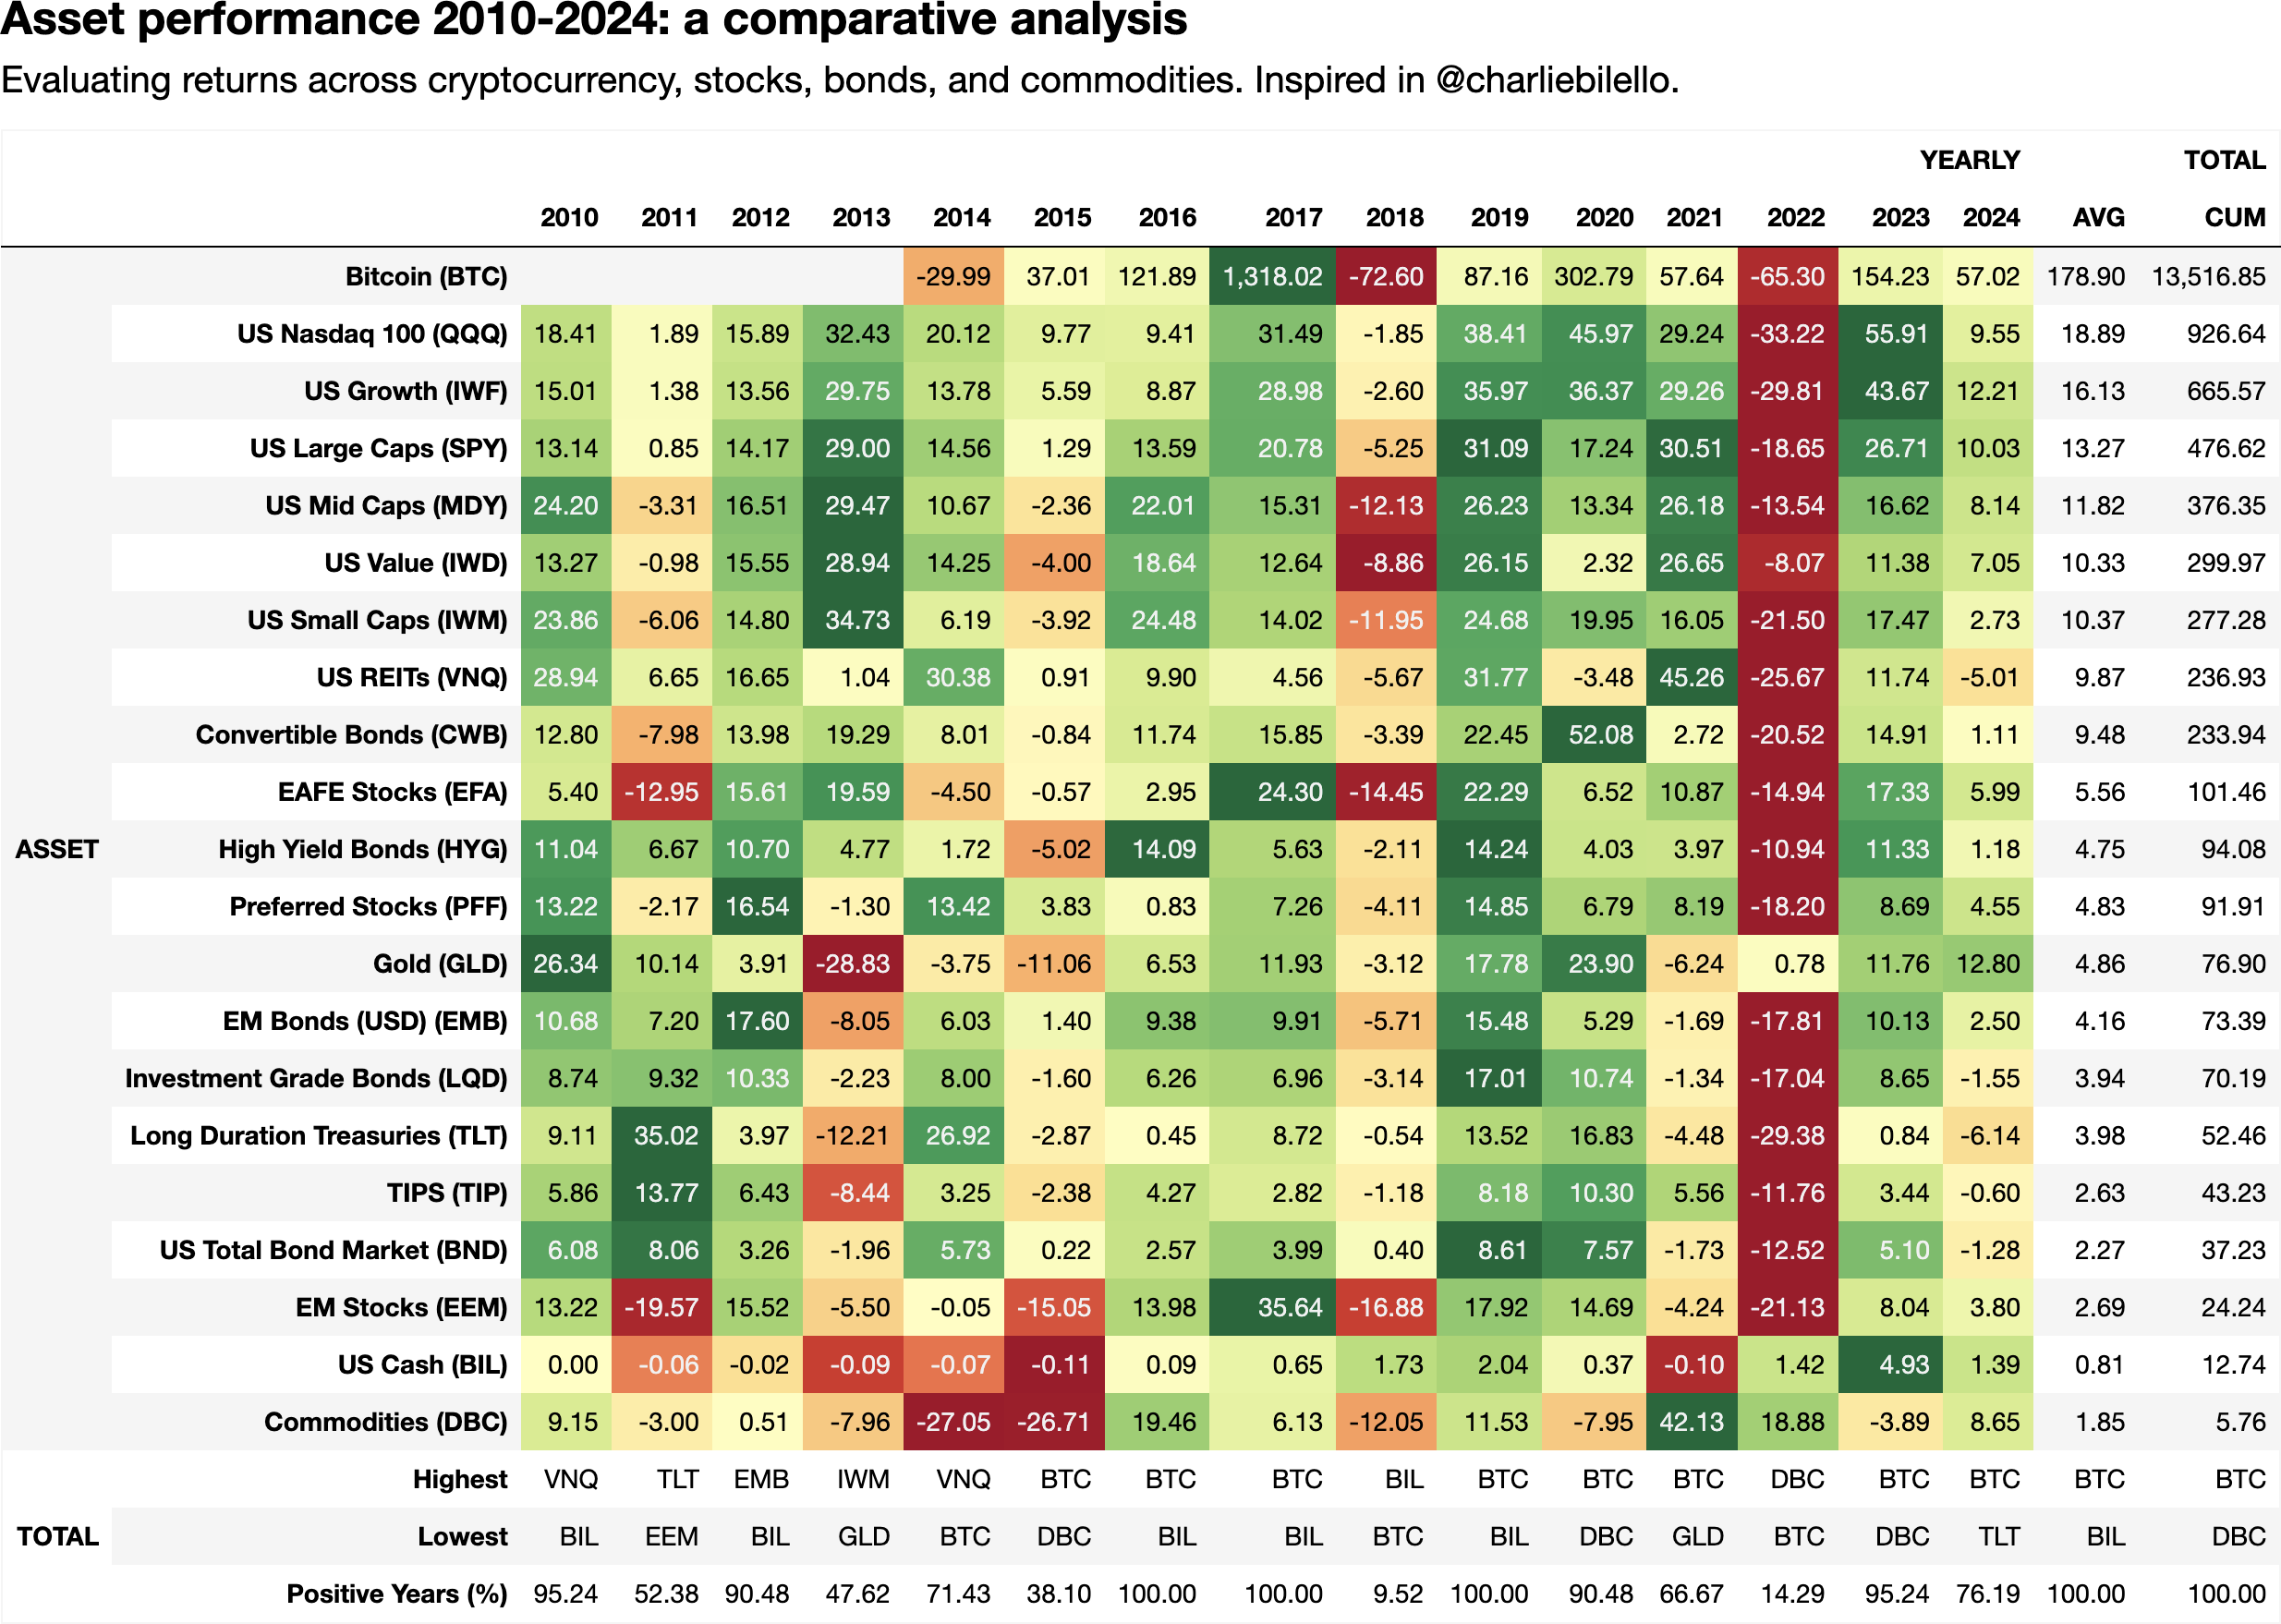 Asset performance 2010-2024: a comparative analysis
Evaluating returns across cryptocurrency, stocks, bonds, and commodities. Inspired in @charliebilello.
YEARLY TOTAL
2010 2011 2012 2013 2014 2015 2016 2017 2018 2019 2020 2021 2022 2023 2024 AVG CUM
Bitcoin (BTC) -29.99 37.01 121.89 1,318.02 -72.60 87.16 302.79 57.64 -65.30 154.23 57.02 178.90 13,516.85
US Nasdaq 100 (QQQ) 18.41 1.89 15.89 32.43 20.12 9.77 9.41 31.49 -1.85 38.41 45.97 29.24 -33.22 55.91 9.55 18.89 926.64
US Growth (IWF) 15.01 1.38 13.56 29.75 13.78 5.59 8.87 28.98 -2.60 35.97 36.37 29.26 -29.81 43.67 12.21 16.13 665.57
US Large Caps (SPY) 13.14 0.85 14.17 29.00 14.56 1.29 13.59 20.78 -5.25 31.09 17.24 30.51 -18.65 26.71 10.03 13.27 476.62
US Mid Caps (MDY) 24.20 -3.31 16.51 29.47 10.67 -2.36 22.01 15.31 -12.13 26.23 13.34 26.18 -13.54 16.62 8.14 11.82 376.35
US Value (IWD) 13.27 -0.98 15.55 28.94 14.25 -4.00 18.64 12.64 -8.86 26.15 2.32 26.65 -8.07 11.38 7.05 10.33 299.97
US Small Caps (IWM) 23.86 -6.06 14.80 34.73 6.19 -3.92 24.48 14.02 -11.95 24.68 19.95 16.05 -21.50 17.47 2.73 10.37 277.28
US REITs (VNQ) 28.94 6.65 16.65 1.04 30.38 0.91 9.90 4.56 -5.67 31.77 -3.48 45.26 -25.67 11.74 -5.01 9.87 236.93
Convertible Bonds (CWB) 12.80 -7.98 13.98 19.29 8.01 -0.84 11.74 15.85 -3.39 22.45 52.08 2.72 -20.52 14.91 1.11 9.48 233.94
EAFE Stocks (EFA) 5.40 -12.95 15.61 19.59 -4.50 -0.57 2.95 24.30 -14.45 22.29 6.52 10.87 -14.94 17.33 5.99 5.56 101.46
ASSET High Yield Bonds (HYG) 11.04 6.67 10.70 4.77 1.72 -5.02 14.09 5.63 -2.11 14.24 4.03 3.97 -10.94 11.33 1.18 4.75 94.08
Preferred Stocks (PFF) 13.22 -2.17 16.54 -1.30 13.42 3.83 0.83 7.26 -4.11 14.85 6.79 8.19 -18.20 8.69 4.55 4.83 91.91
Gold (GLD) 26.34 10.14 3.91 -28.83 -3.75 -11.06 6.53 11.93 -3.12 17.78 23.90 -6.24 0.78 11.76 12.80 4.86 76.90
EM Bonds (USD) (EMB) 10.68 7.20 17.60 -8.05 6.03 1.40 9.38 9.91 -5.71 15.48 5.29 -1.69 -17.81 10.13 2.50 4.16 73.39
Investment Grade Bonds (LQD) 8.74 9.32 10.33 -2.23 8.00 -1.60 6.26 6.96 -3.14 17.01 10.74 -1.34 -17.04 8.65 -1.55 3.94 70.19
Long Duration Treasuries (TLT) 9.11 35.02 3.97 -12.21 26.92 -2.87 0.45 8.72 -0.54 13.52 16.83 -4.48 -29.38 0.84 -6.14 3.98 52.46
TIPS (TIP) 5.86 13.77 6.43 -8.44 3.25 -2.38 4.27 2.82 -1.18 8.18 10.30 5.56 -11.76 3.44 -0.60 2.63 43.23
US Total Bond Market (BND) 6.08 8.06 3.26 -1.96 5.73 0.22 2.57 3.99 0.40 8.61 7.57 -1.73 -12.52 5.10 -1.28 2.27 37.23
EM Stocks (EEM) 13.22 -19.57 15.52 -5.50 -0.05 -15.05 13.98 35.64 -16.88 17.92 14.69 -4.24 -21.13 8.04 3.80 2.69 24.24
US Cash (BIL) 0.00 -0.06 -0.02 -0.09 -0.07 -0.11 0.09 0.65 1.73 2.04 0.37 -0.10 1.42 4.93 1.39 0.81 12.74
Commodities (DBC) 9.15 -3.00 0.51 -7.96 -27.05 -26.71 19.46 6.13 -12.05 11.53 -7.95 42.13 18.88 -3.89 8.65 1.85 5.76
Highest VNQ TLT EMB IWM VNQ BTC BTC BTC BIL BTC BTC BTC DBC BTC BTC BTC BTC
TOTAL Lowest BIL EEM BIL GLD BTC DBC BIL BIL BTC BIL DBC GLD BTC DBC TLT BIL DBC
Positive Years (%) 95.24 52.38 90.48 47.62 71.43 38.10 100.00 100.00 9.52 100.00 90.48 66.67 14.29 95.24 76.19 100.00 100.00